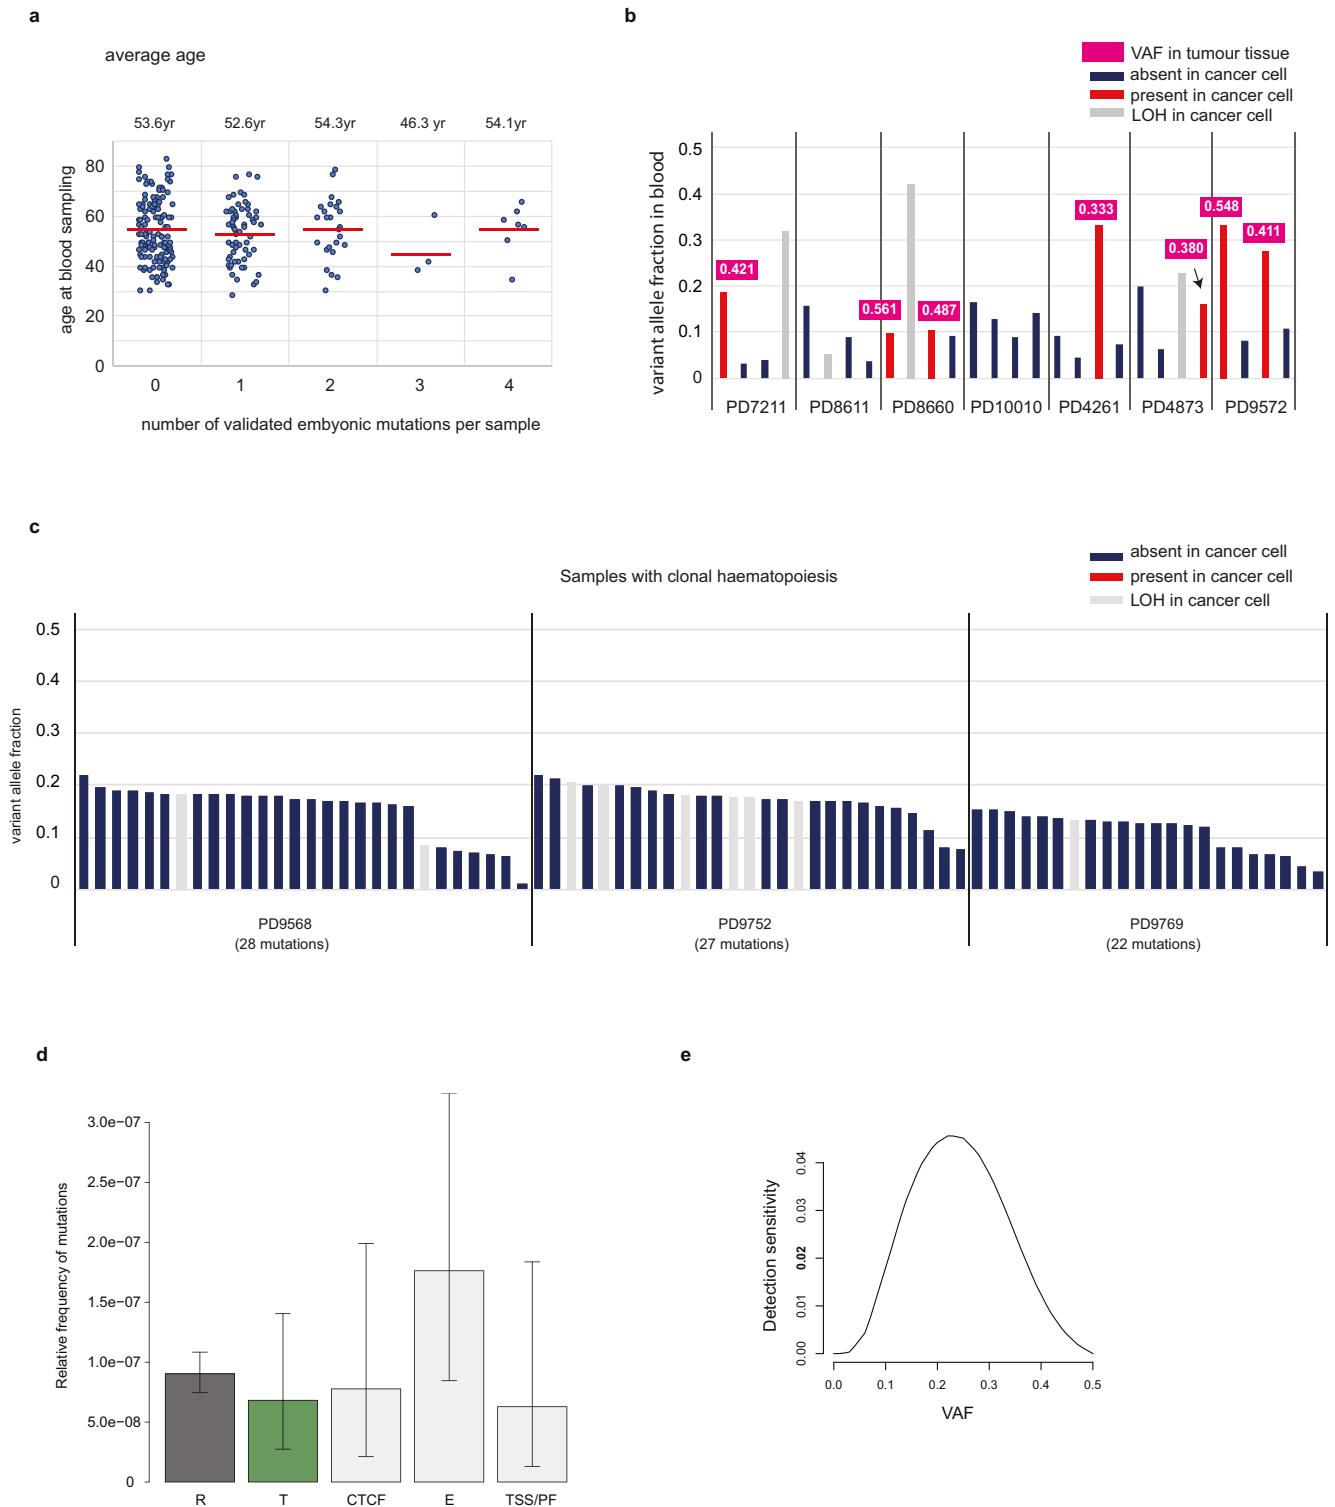 a
average age
53.6yr 52.6yr 54.3yr 46.3 yr 54.1yr
age at blood sampling
80
60
40
20
0
0 1 2 3 4
number of validated embyonic mutations per sample
b
VAF in tumour tissue
absent in cancer cell
present in cancer cell
LOH in cancer cell
variant allele fraction in blood
0.5
0.4
0.3
0.2
0.1
0
0.421
0.561
0.487
0.333
0.380
0.548
0.411
PD7211 PD8611 PD8660 PD10010 PD4261 PD4873 PD9572
c
absent in cancer cell
present in cancer cell
LOH in cancer cell
Samples with clonal haematopoiesis
variant allele fraction
0.5
0.4
0.3
0.2
0.1
0
PD9568
(28 mutations)
PD9752
(27 mutations)
PD9769
(22 mutations)
d
Relative frequency of mutations
3.0e−07
2.5e−07
2.0e−07
1.5e−07
1.0e−07
5.0e−08
0
R T CTCF E TSS/PF
e
Detection sensitivity
0.04
0.03
0.02
0.01
0.00
0.0 0.1 0.2 0.3 0.4 0.5
VAF